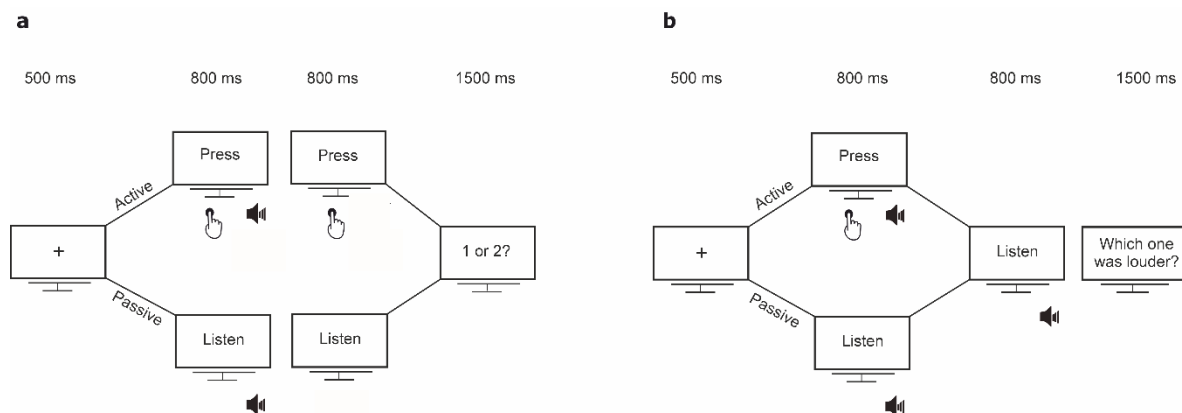 a
500 ms 800 ms 800 ms 1500 ms
Press Press
Active
+ 1 or 2?
Passive
Listen Listen
b
500 ms 800 ms 800 ms 1500 ms
Press
Active
+ Listen Which one
was louder?
Passive
Listen